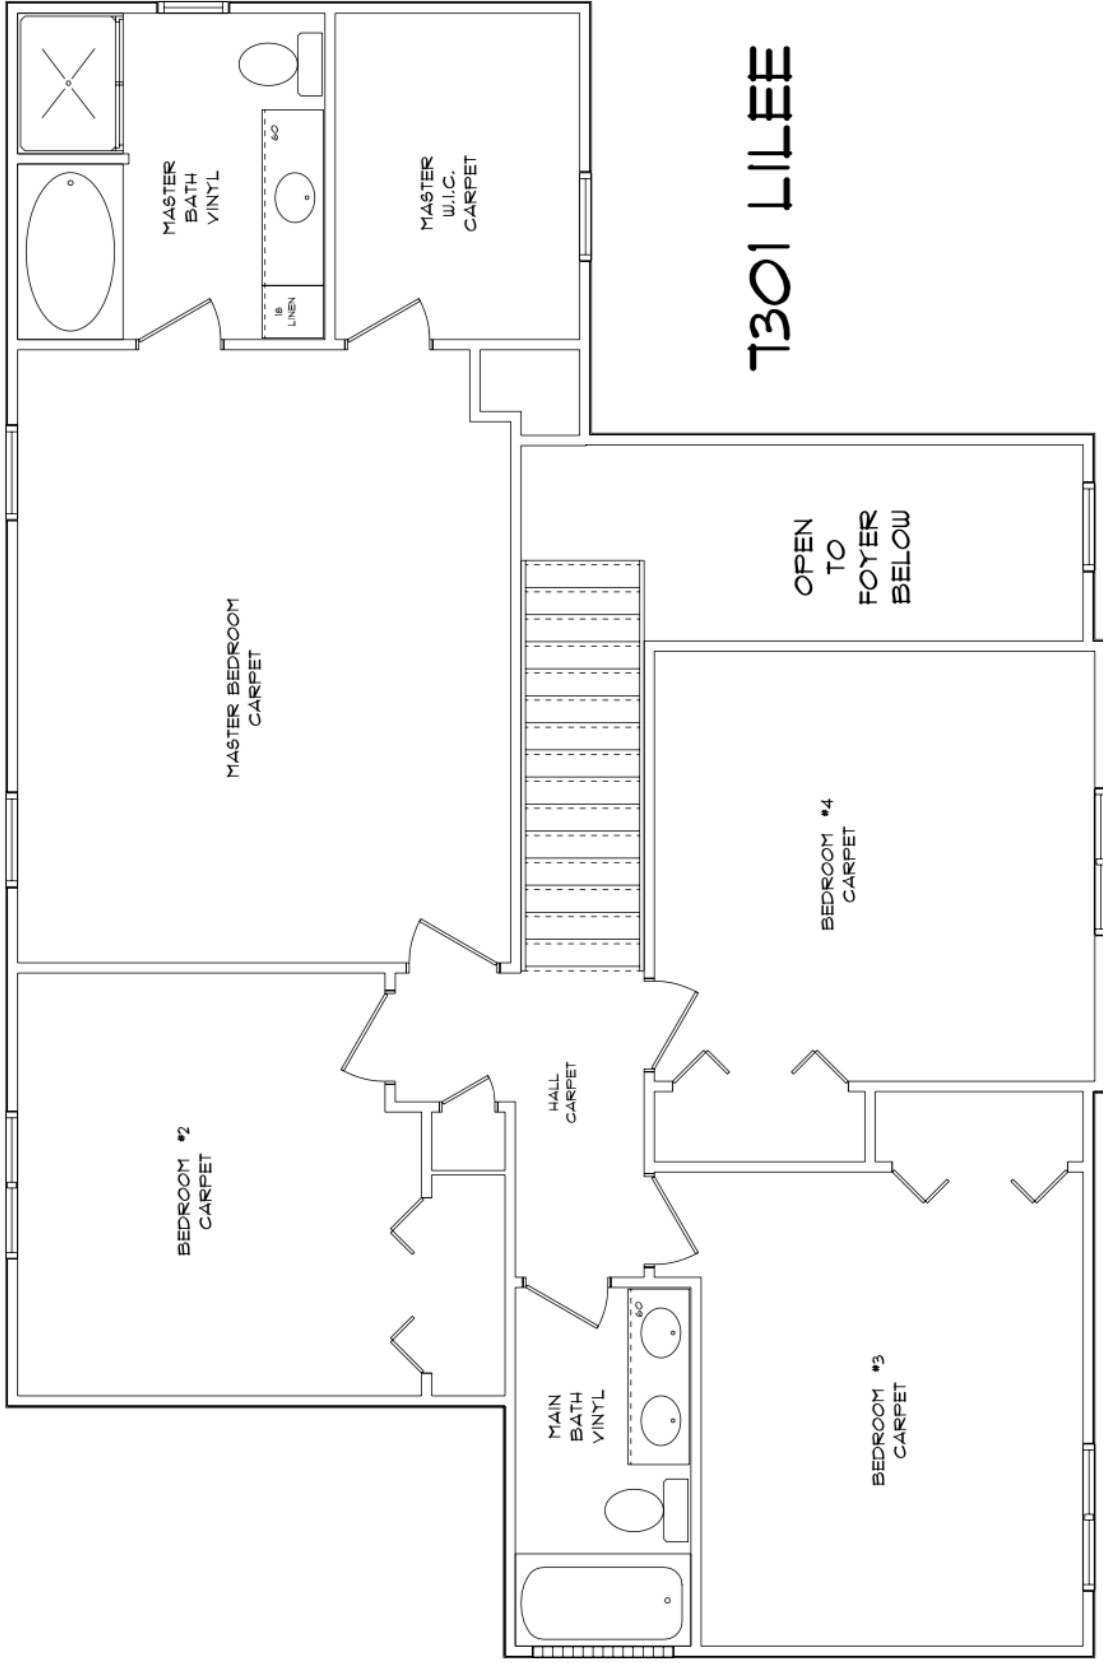 MASTER
BATH
VINYL
60
18
LINEN
MASTER
W.I.C.
CARPET
7301 LILEE
MASTER BEDROOM
CARPET
OPEN
TO
FOYER
BELOW
BEDROOM #4
CARPET
HALL
CARPET
BEDROOM #2
CARPET
MAIN
BATH
VINYL
60
BEDROOM #3
CARPET